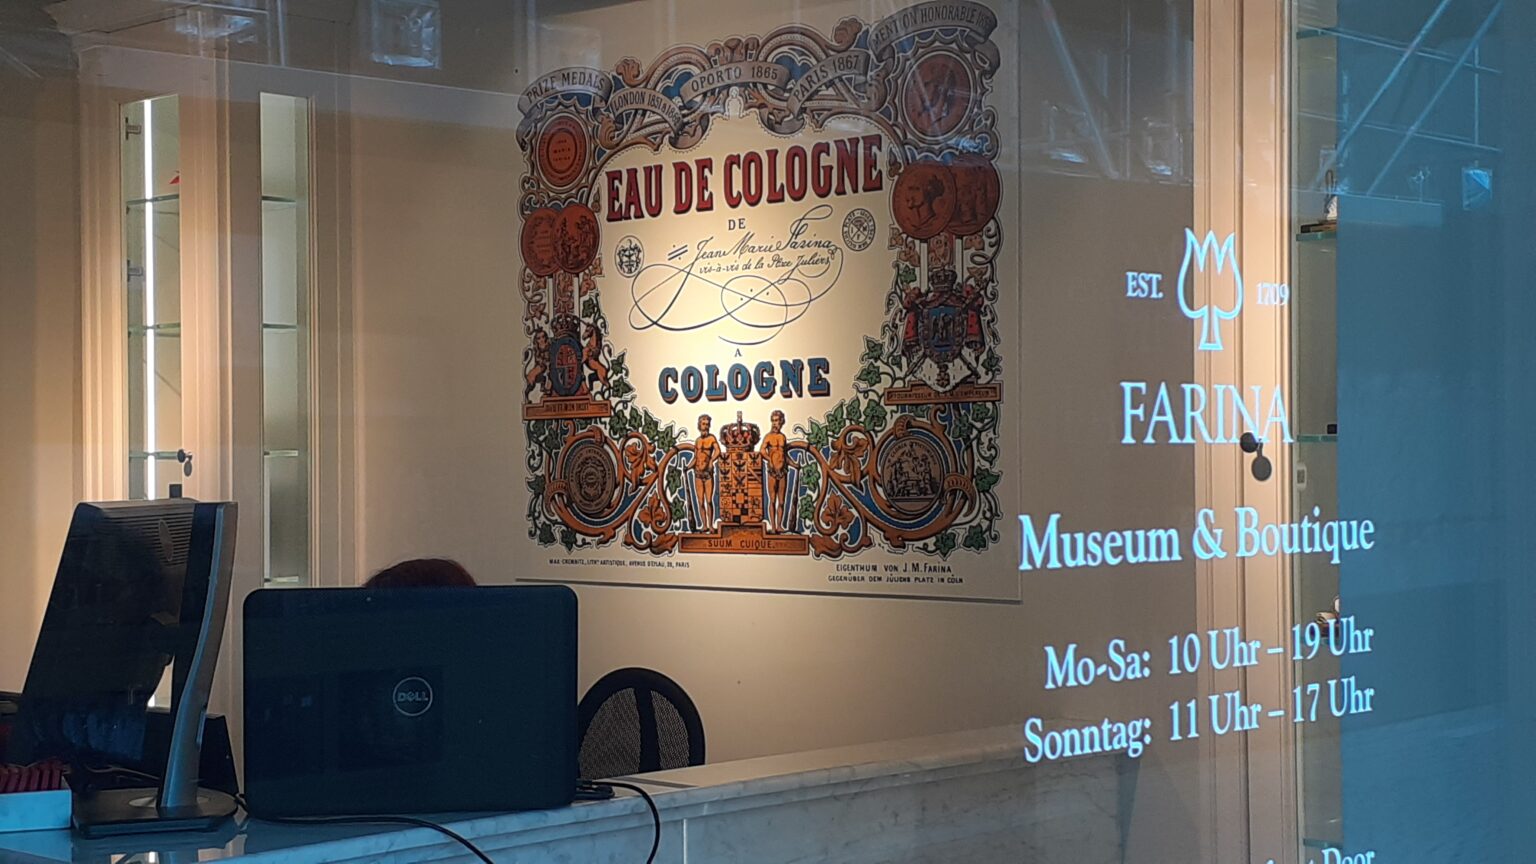 PRIZE MEDALS
LONDON 1851 &
OPORTO 1865
PARIS 1867
MENTION HONORABLE
EAU DE COLOGNE
DE
Jean Marie Farina
vis-à-vis de la Place Juliers
A
COLOGNE
SUUM CUIQUE
EIGENTHUM VON J.M. FARINA
GEGENÜBER DEM JÜLICHS PLATZ IN CÖLN
DELL
EST. 1709
FARINA
Museum & Boutique
Mo-Sa: 10 Uhr – 19 Uhr
Sonntag: 11 Uhr – 17 Uhr
Door